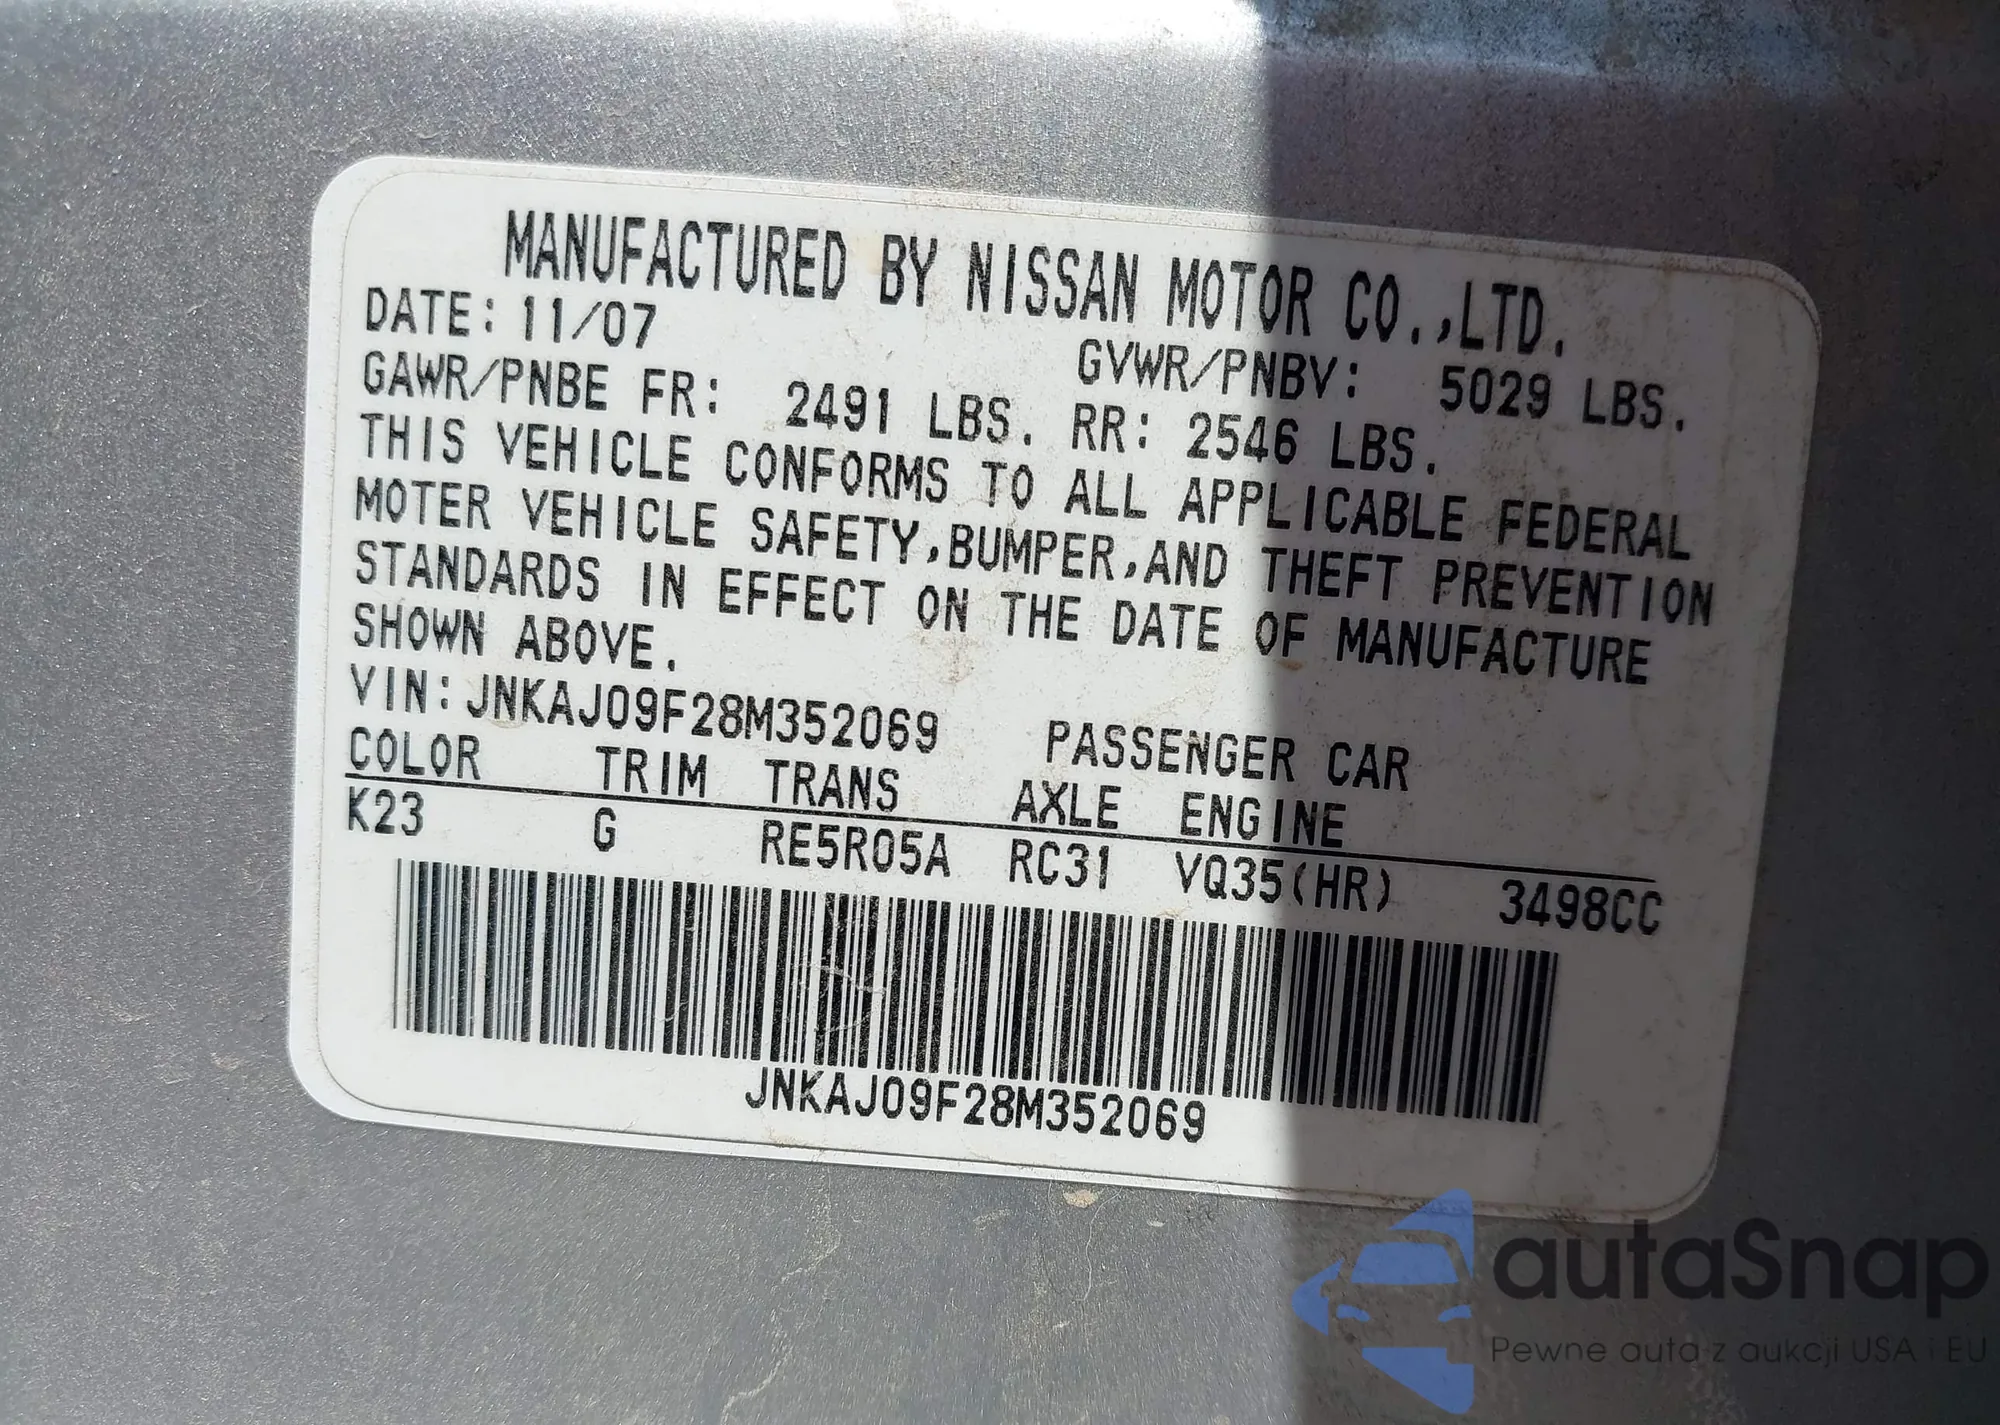 MANUFACTURED BY NISSAN MOTOR CO.,LTD.
DATE: 11/07 GVWR/PNBV: 5029 LBS.
GAWR/PNBE FR: 2491 LBS. RR: 2546 LBS.
THIS VEHICLE CONFORMS TO ALL APPLICABLE FEDERAL
MOTER VEHICLE SAFETY,BUMPER,AND THEFT PREVENTION
STANDARDS IN EFFECT ON THE DATE OF MANUFACTURE
SHOWN ABOVE.
VIN:JNKAJ09F28M352069 PASSENGER CAR
COLOR TRIM TRANS AXLE ENGINE
K23 G RE5R05A RC31 VQ35(HR) 3498CC
JNKAJ09F28M352069
autaSnap
Pewne auta z aukcji USA i EU